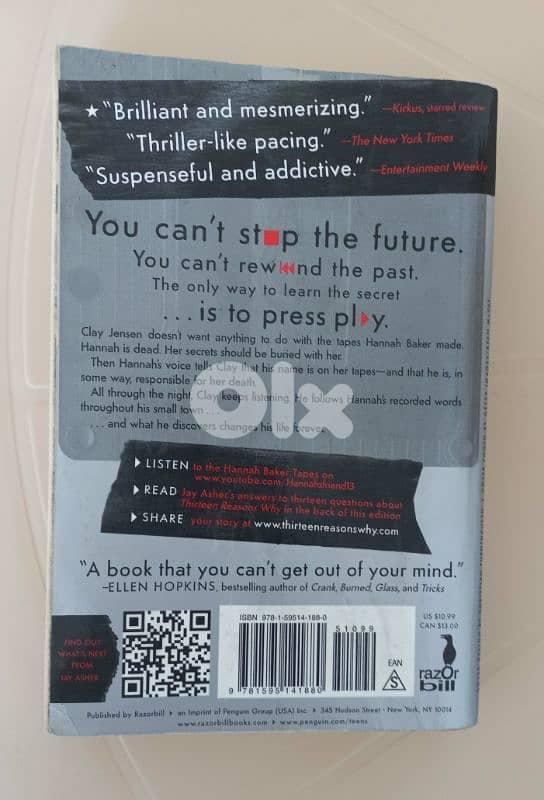 ★ “Brilliant and mesmerizing.” —Kirkus, starred review
“Thriller-like pacing.” —The New York Times
“Suspenseful and addictive.” —Entertainment Weekly
You can't stop the future.
You can't rewind the past.
The only way to learn the secret
. . . is to press play.
Clay Jensen doesn't want anything to do with the tapes Hannah Baker made.
Hannah is dead. Her secrets should be buried with her.
Then Hannah's voice tells Clay that his name is on her tapes—and that he is, in
some way, responsible for her death.
All through the night, Clay keeps listening. He follows Hannah's recorded words
throughout his small town . . .
. . . and what he discovers changes his life forever.
OLX
LISTEN to the Hannah Baker Tapes on
www.youtube.com/Hannahsfriend13
READ Jay Asher's answers to thirteen questions about
Thirteen Reasons Why in the back of this edition
SHARE your story at www.thirteenreasonswhy.com
“A book that you can't get out of your mind.”
—ELLEN HOPKINS, bestselling author of Crank, Burned, Glass, and Tricks
FIND OUT
WHAT'S NEXT
FROM
JAY ASHER
ISBN 978-1-59514-188-0
51099
9 781595 141880
EAN
S
US $10.99
CAN $13.00
razOr
bill
Published by Razorbill ▸ an Imprint of Penguin Group (USA) Inc. ▸ 345 Hudson Street · New York, NY 10014
www.razorbillbooks.com ▸ www.penguin.com/teens